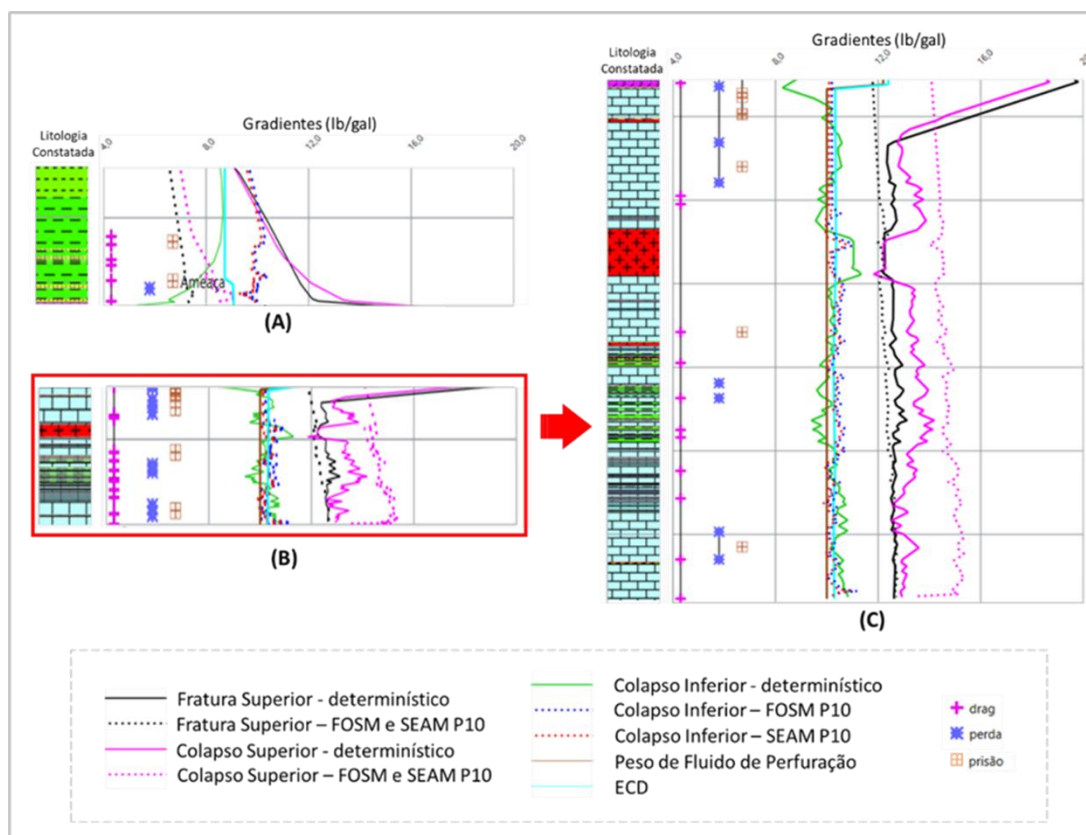 Gradientes (lb/gal)
Litologia
Constatada
4,0
8,0
12,0
16,0
20
Gradientes (lb/gal)
Litologia
Constatada
4,0
8,0
12,0
20,0
Ameaça
(A)
(B)
(C)
Fratura Superior - determinístico
Fratura Superior – FOSM e SEAM P10
Colapso Superior - determinístico
Colapso Superior – FOSM e SEAM P10
Colapso Inferior - determinístico
Colapso Inferior – FOSM P10
Colapso Inferior – SEAM P10
Peso de Fluido de Perfuração
ECD
drag
perda
prisão